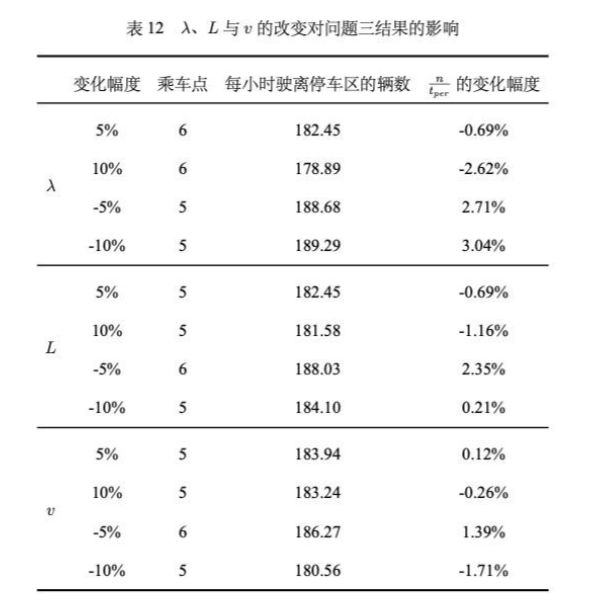 表 12 λ、L 与 v 的改变对问题三结果的影响
变化幅度 乘车点 每小时驶离停车区的辆数 n/t_per 的变化幅度
5% 6 182.45 -0.69%
10% 6 178.89 -2.62%
λ
-5% 5 188.68 2.71%
-10% 5 189.29 3.04%
5% 5 182.45 -0.69%
10% 5 181.58 -1.16%
L
-5% 6 188.03 2.35%
-10% 5 184.10 0.21%
5% 5 183.94 0.12%
10% 5 183.24 -0.26%
v
-5% 6 186.27 1.39%
-10% 5 180.56 -1.71%